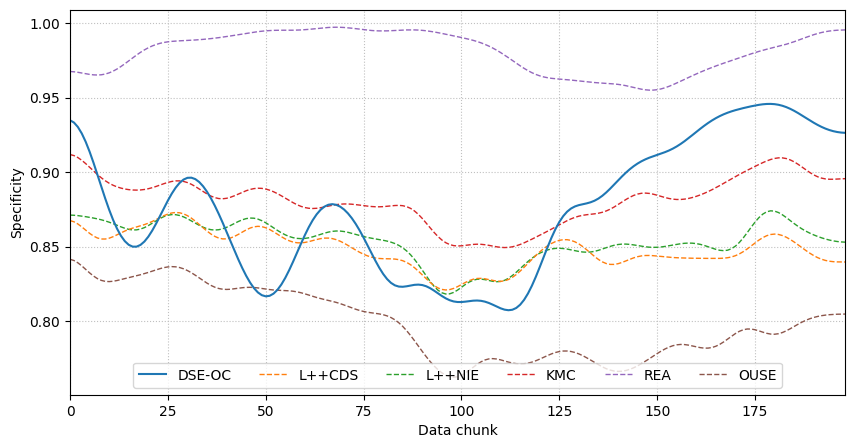 1.00
0.95
0.90
0.85
0.80
Specificity
DSE-OC L++CDS L++NIE KMC REA OUSE
0 25 50 75 100 125 150 175
Data chunk